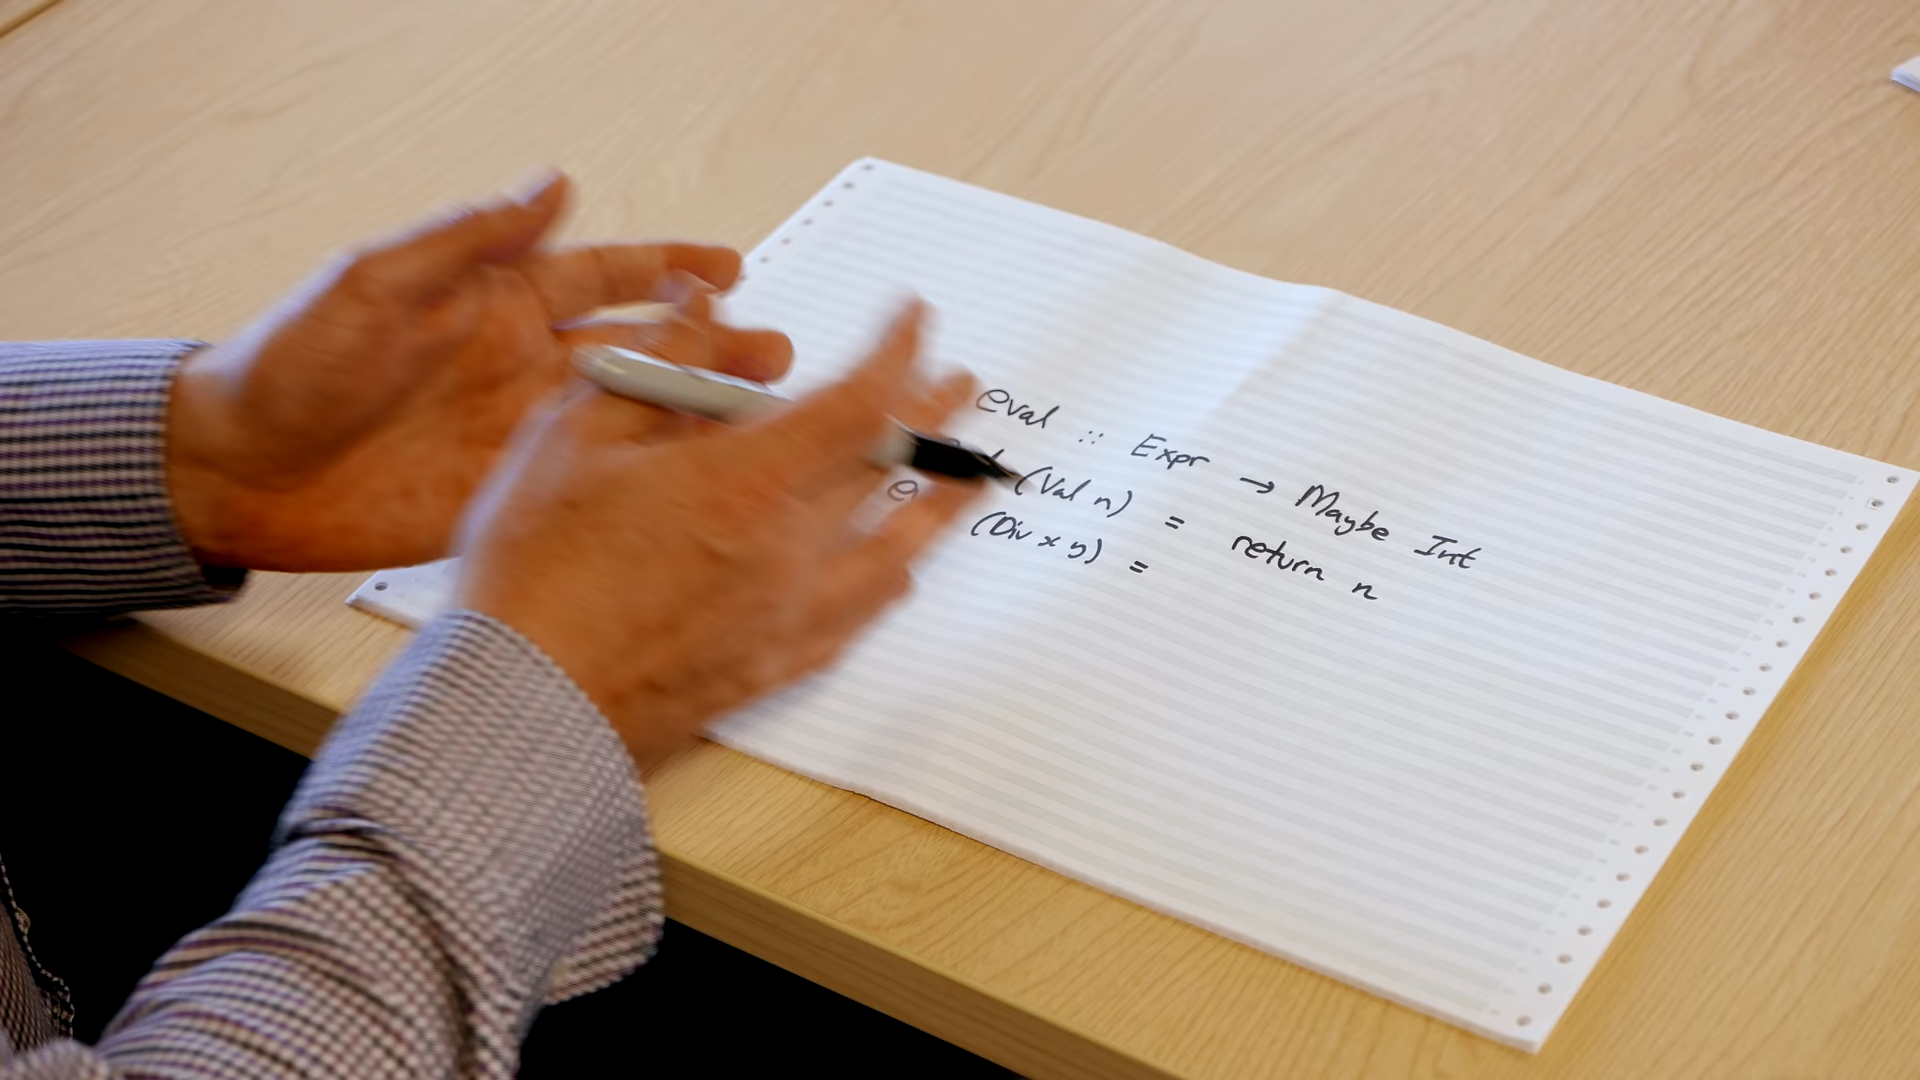 eval :: Expr → Maybe Int
(Val n) = return n
(Div x y) =